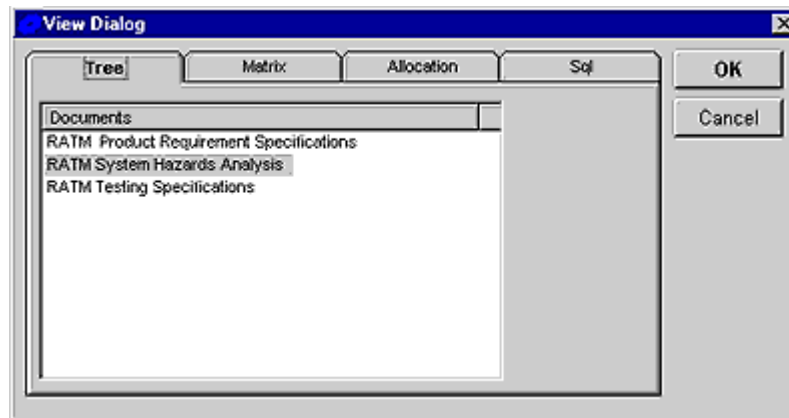 View Dialog
Tree Matrix Allocation Sql
OK
Cancel
Documents
RATM Product Requirement Specifications
RATM System Hazards Analysis
RATM Testing Specifications